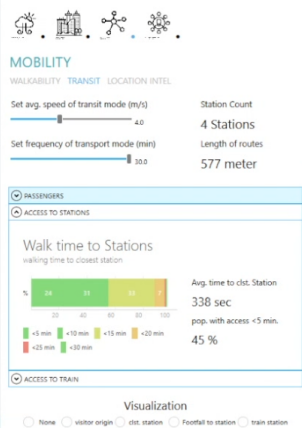 MOBILITY
WALKABILITY TRANSIT LOCATION INTEL
Set avg. speed of transit mode (m/s)
4.0
Station Count
4 Stations
Set frequency of transport mode (min)
30.0
Length of routes
577 meter
PASSENGERS
ACCESS TO STATIONS
Walk time to Stations
walking time to closest station
%
7
20 40 60 80 100
<5 min <10 min <15 min <20 min
<25 min <30 min
Avg. time to clst. Station
338 sec
pop. with access <5 min.
45 %
ACCESS TO TRAIN
Visualization
None visitor origin clst. station Footfall to station train station